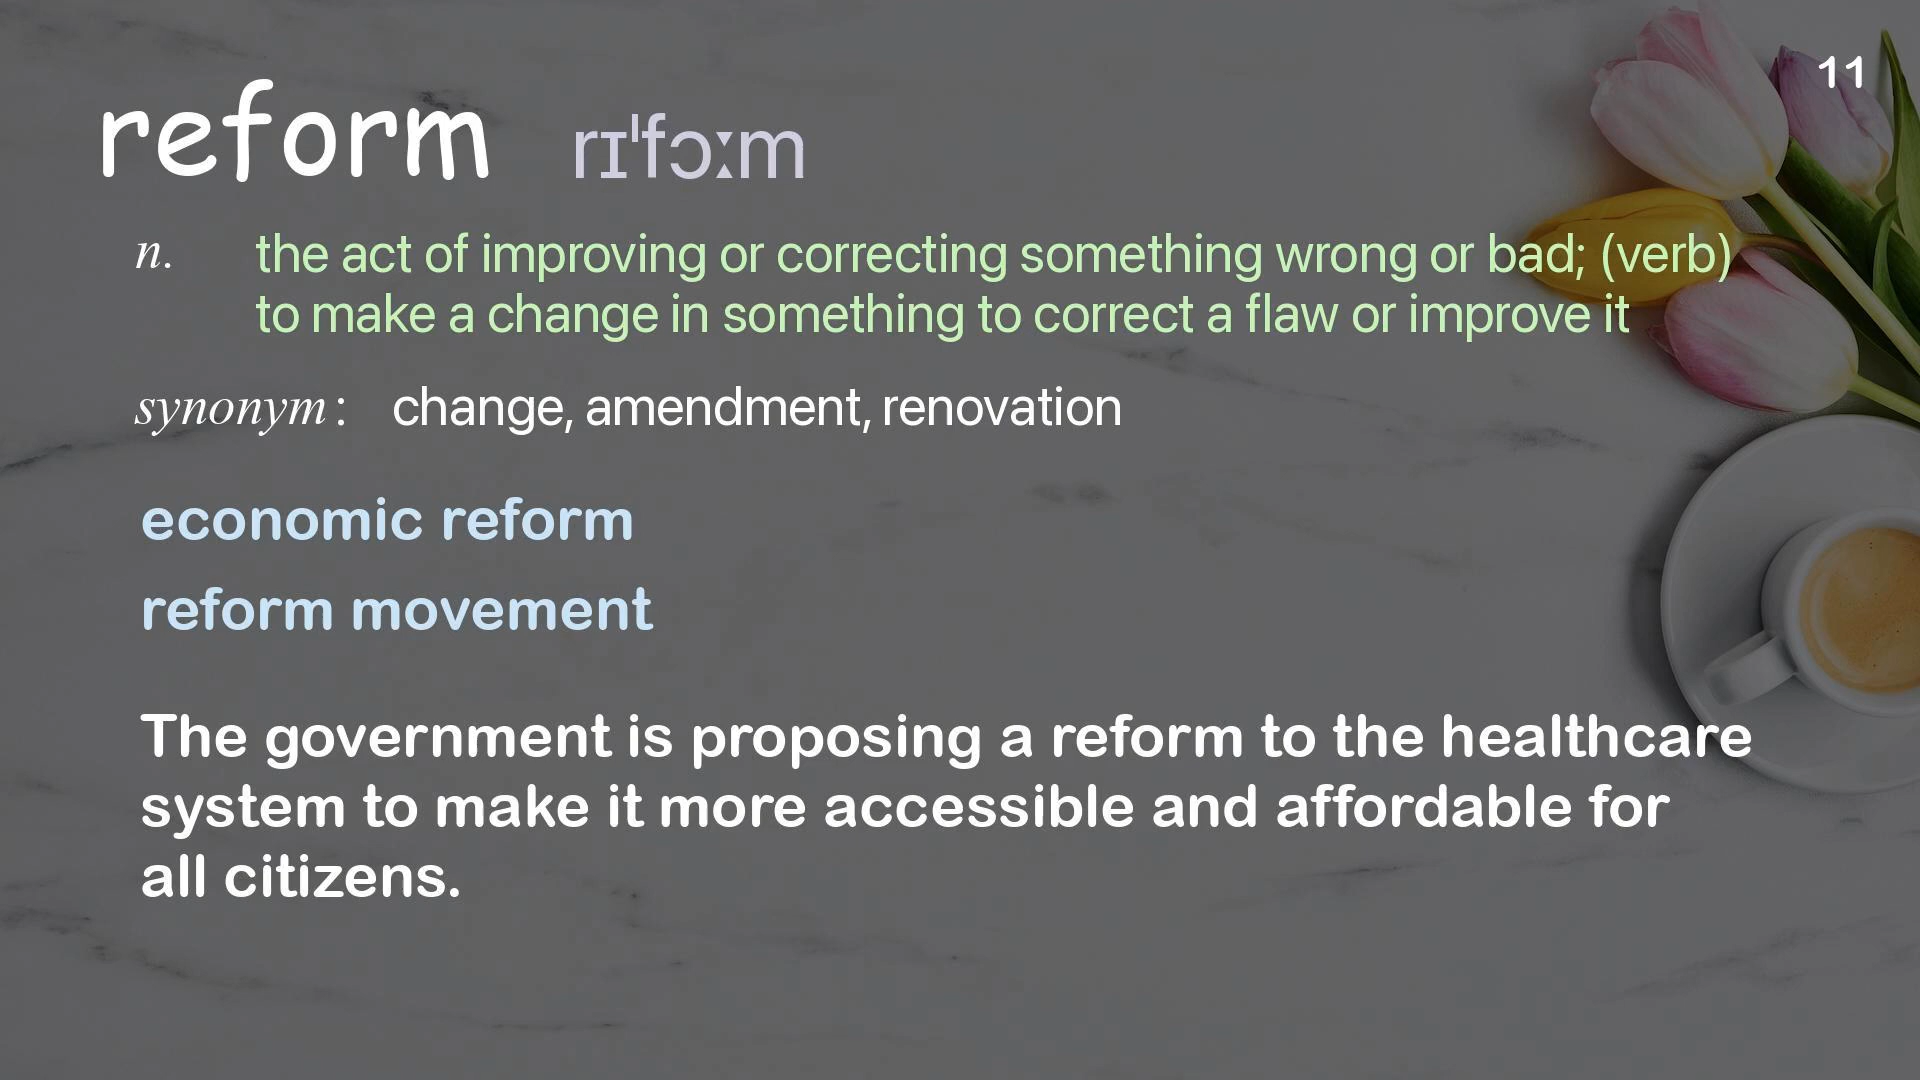 11
reform rɪˈfɔːm
n. the act of improving or correcting something wrong or bad; (verb)
to make a change in something to correct a flaw or improve it
synonym: change, amendment, renovation
economic reform
reform movement
The government is proposing a reform to the healthcare
system to make it more accessible and affordable for
all citizens.